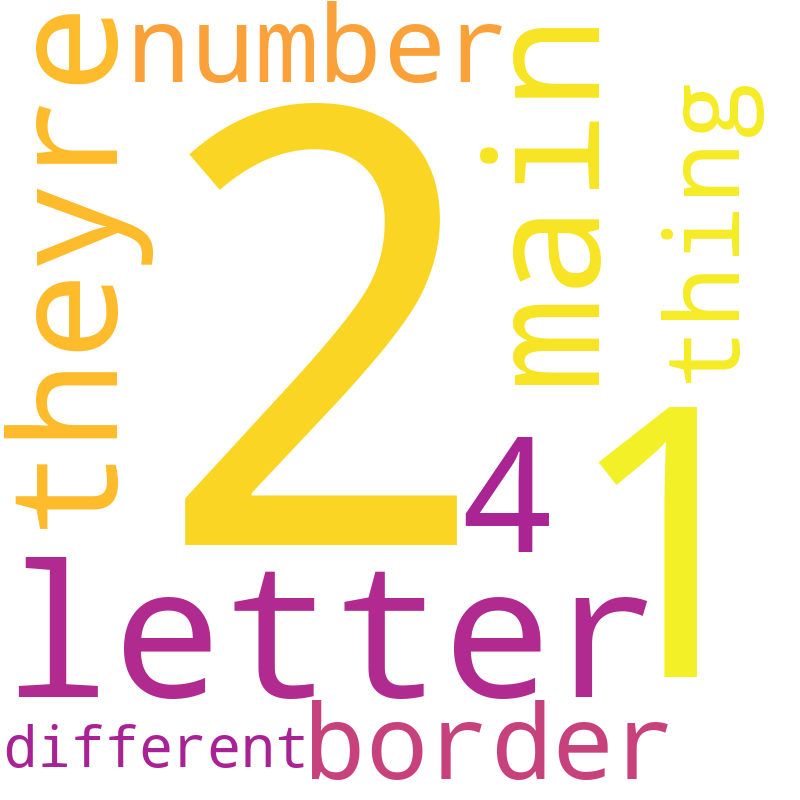 number
theyre
2
main
thing
4
1
letter
different
border